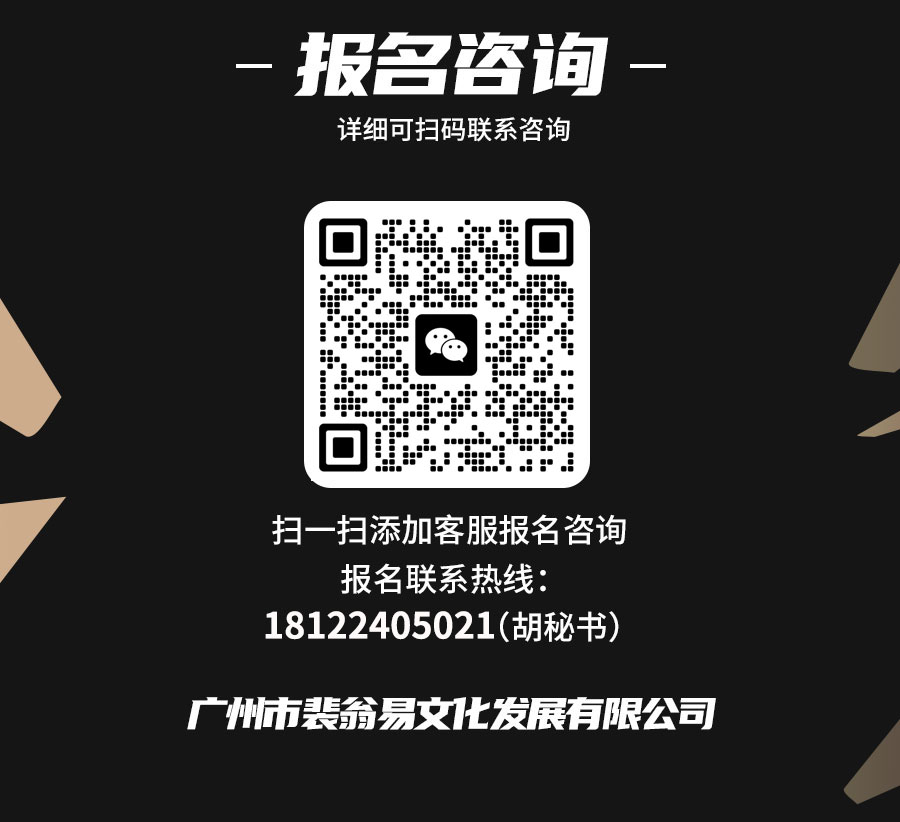 报名咨询
详细可扫码联系咨询
扫一扫添加客服报名咨询
报名联系热线：
18122405021（胡秘书）
广州市裴翁易文化发展有限公司